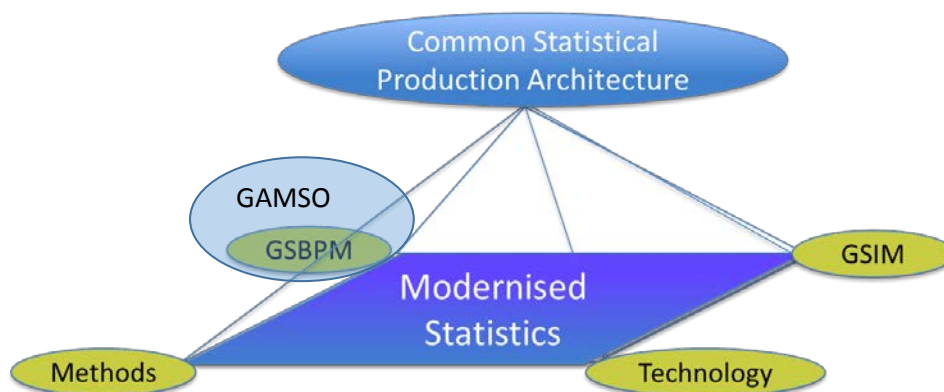 Common Statistical
Production Architecture
GAMSO
GSBPM
GSIM
Modernised
Statistics
Methods
Technology